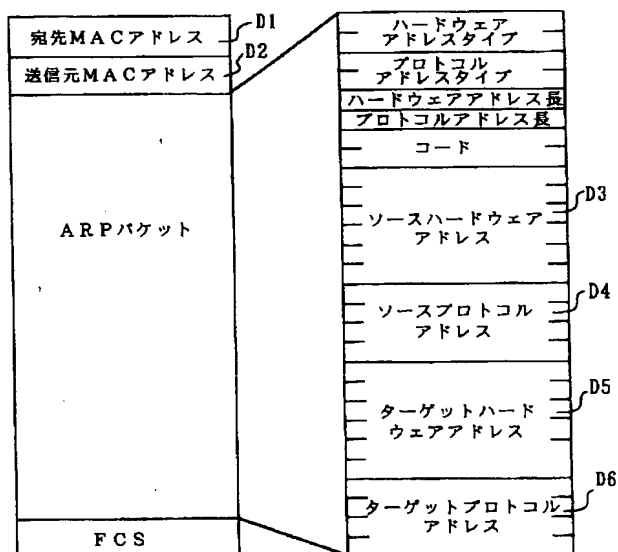 宛先MACアドレス
D1
送信元MACアドレス
D2
ARPパケット
FCS
ハードウェア
アドレスタイプ
プロトコル
アドレスタイプ
ハードウェアアドレス長
プロトコルアドレス長
コード
ソースハードウェア
アドレス
D3
ソースプロトコル
アドレス
D4
ターゲットハード
ウェアアドレス
D5
ターゲットプロトコル
アドレス
D6